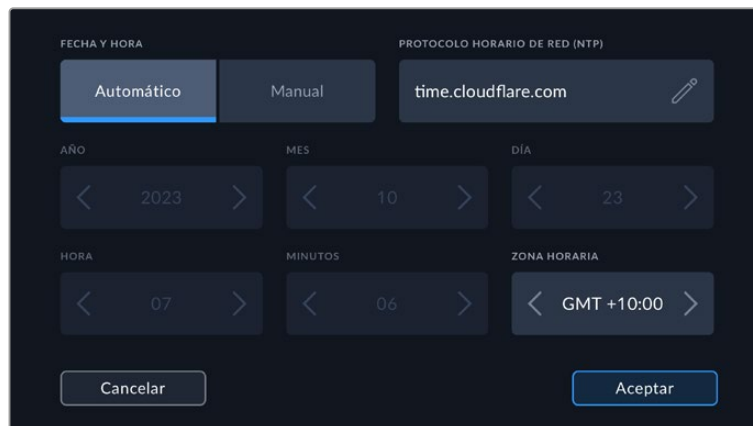 FECHA Y HORA
PROTOCOLO HORARIO DE RED (NTP)
Automático
Manual
time.cloudflare.com
AÑO
MES
DÍA
2023
10
23
HORA
MINUTOS
ZONA HORARIA
07
06
GMT +10:00
Cancelar
Aceptar